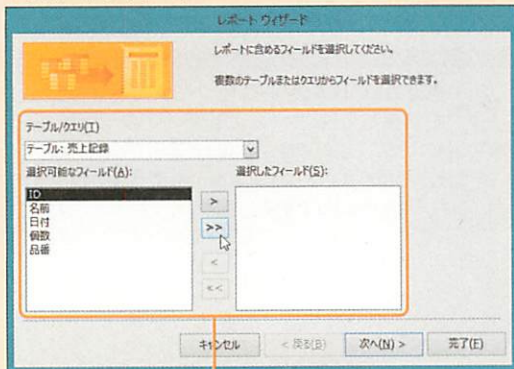 レポート ウィザード
レポートに含めるフィールドを選択してください。
複数のテーブルまたはクエリからフィールドを選択できます。
テーブル/クエリ(T)
テーブル: 売上記録
選択可能なフィールド(A):
選択したフィールド(S):
ID
名前
日付
個数
品番
>
>>
<
<<
キャンセル
< 戻る(B)
次へ(N) >
完了(F)